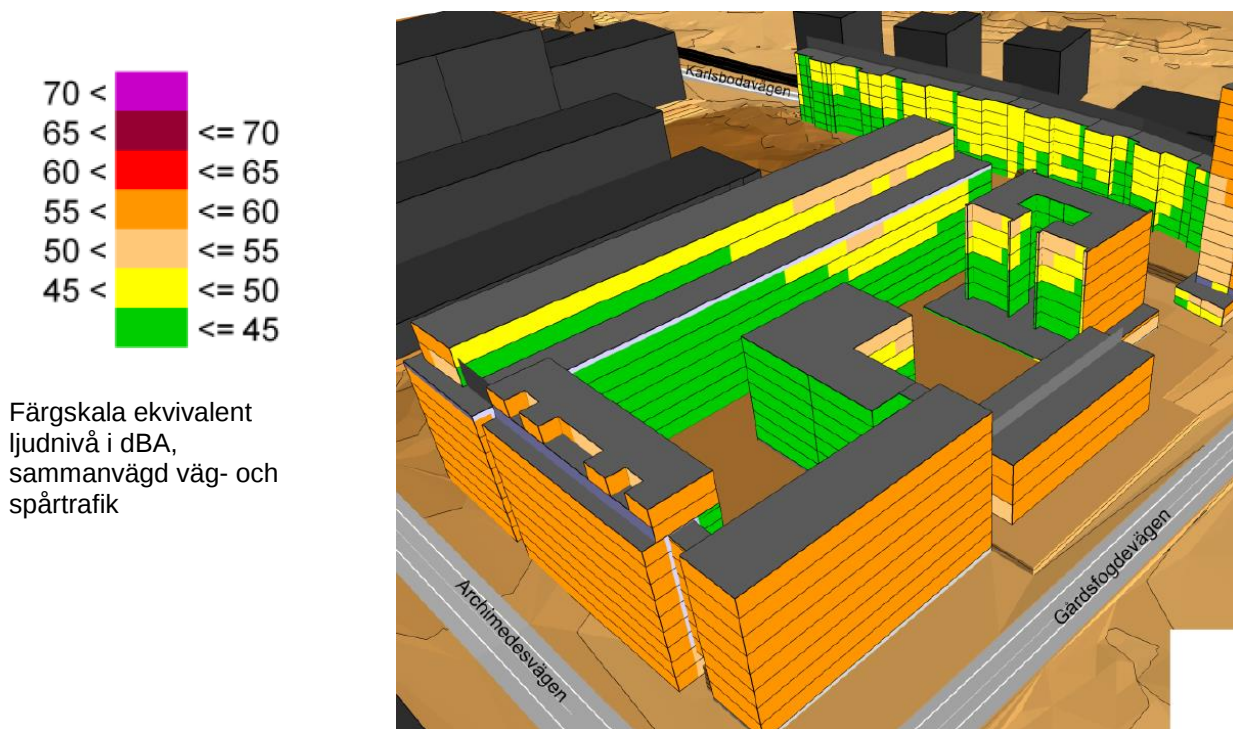 70 <
65 < <= 70
60 < <= 65
55 < <= 60
50 < <= 55
45 < <= 50
<= 45
Färgskala ekvivalent
ljudnivå i dBA,
sammanvägd väg- och
spårtrafik
Karlsbodavägen
Archimedesvägen
Gårdsfogdevägen